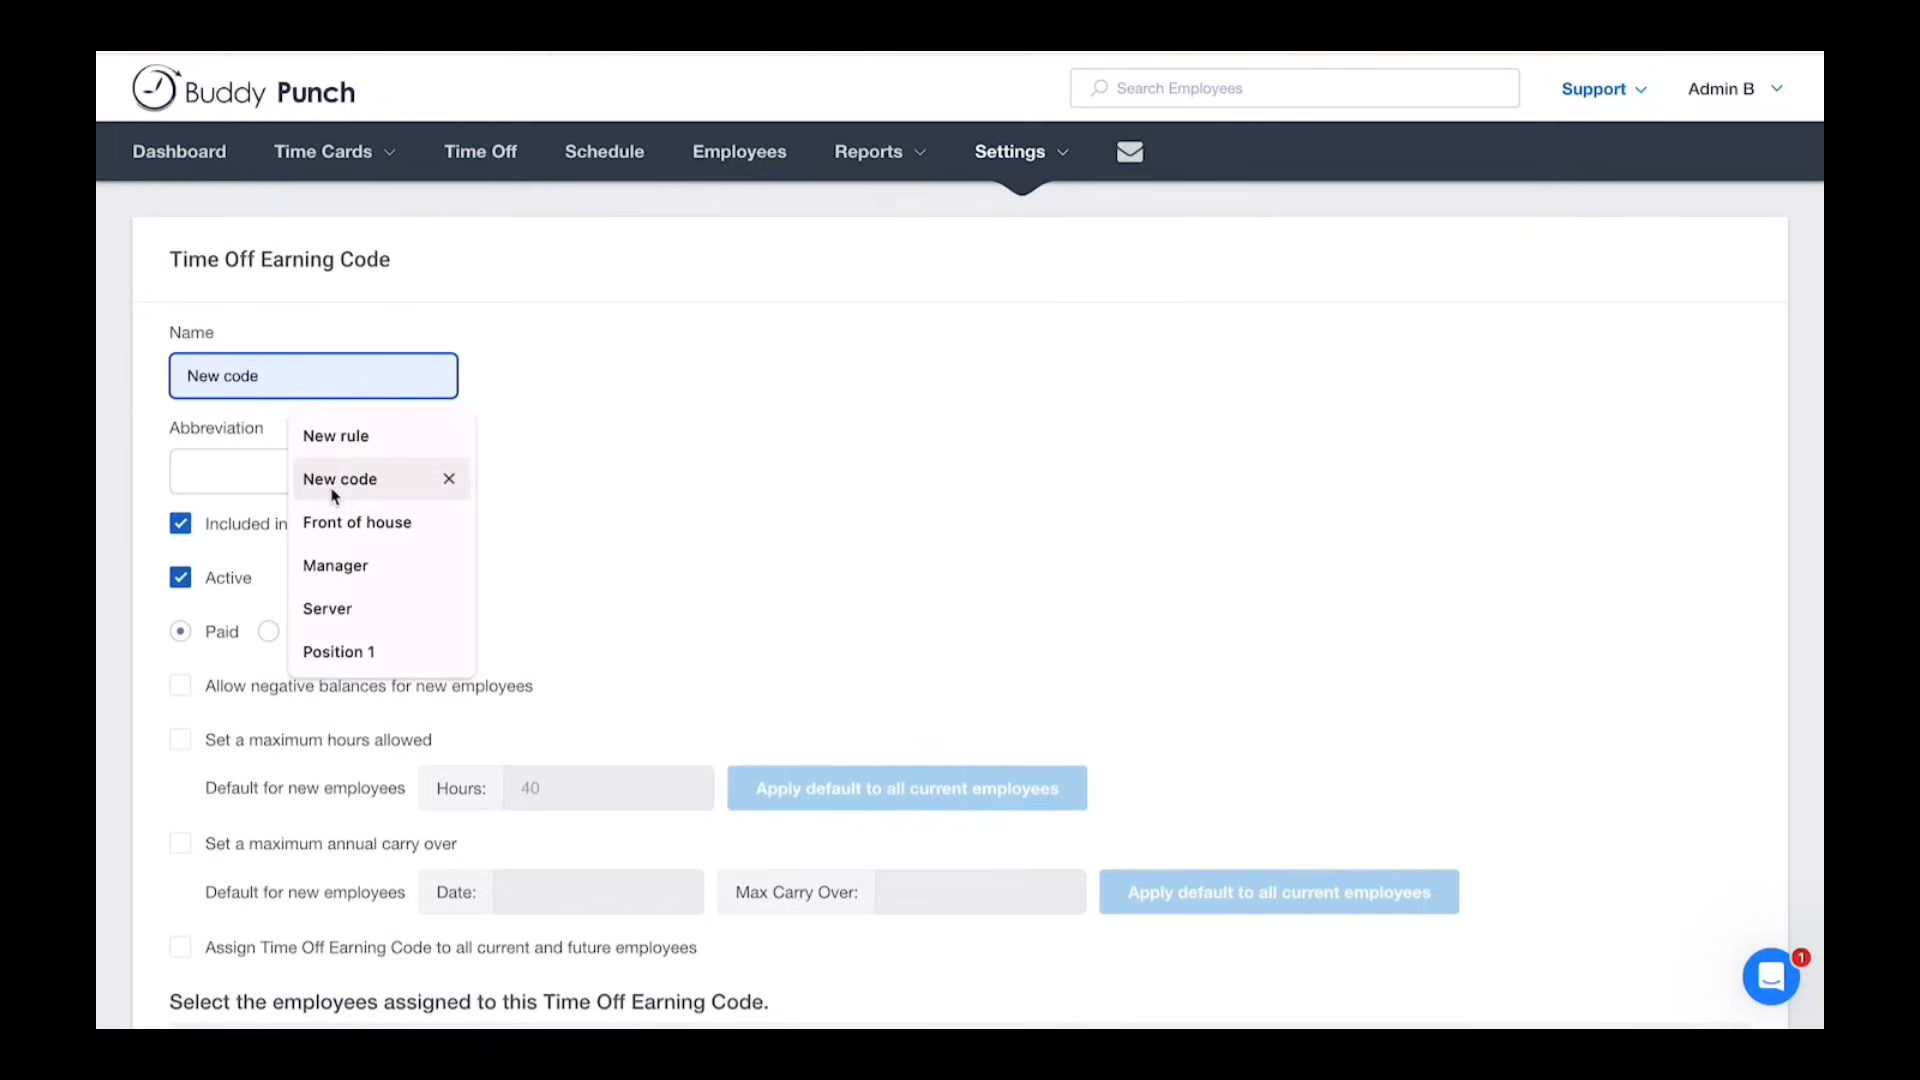 Buddy Punch
Search Employees
Support
Admin B
Dashboard
Time Cards
Time Off
Schedule
Employees
Reports
Settings
Time Off Earning Code
Name
New code
Abbreviation
New rule
New code
Front of house
Manager
Server
Position 1
Included in
Active
Paid
Allow negative balances for new employees
Set a maximum hours allowed
Default for new employees
Hours:
40
Apply default to all current employees
Set a maximum annual carry over
Default for new employees
Date:
Max Carry Over:
Apply default to all current employees
Assign Time Off Earning Code to all current and future employees
1
Select the employees assigned to this Time Off Earning Code.